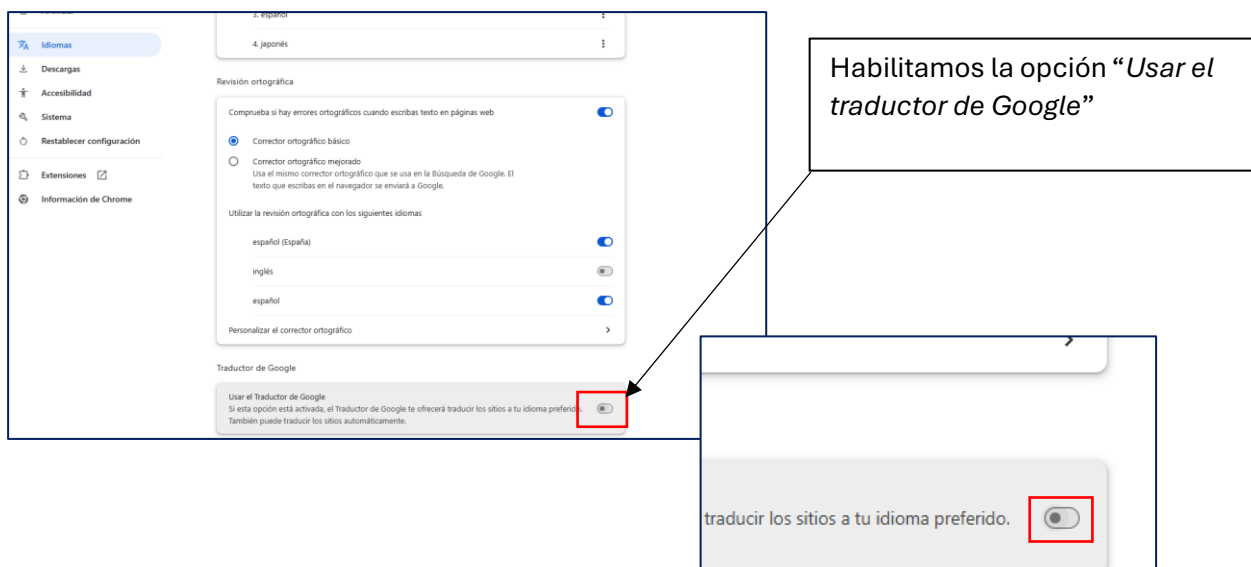 3. español
4. japonés
Idiomas
Descargas
Accesibilidad
Sistema
Restablecer configuración
Extensiones
Información de Chrome
Revisión ortográfica
Comprueba si hay errores ortográficos cuando escribas texto en páginas web
Corrector ortográfico básico
Corrector ortográfico mejorado
Usa el mismo corrector ortográfico que se usa en la Búsqueda de Google. El
texto que escribas en el navegador se enviará a Google.
Utilizar la revisión ortográfica con los siguientes idiomas
español (España)
inglés
español
Personalizar el corrector ortográfico
Traductor de Google
Usar el Traductor de Google
Si esta opción está activada, el Traductor de Google te ofrecerá traducir los sitios a tu idioma preferido.
También puede traducir los sitios automáticamente.
Habilitamos la opción “Usar el
traductor de Google”
traducir los sitios a tu idioma preferido.